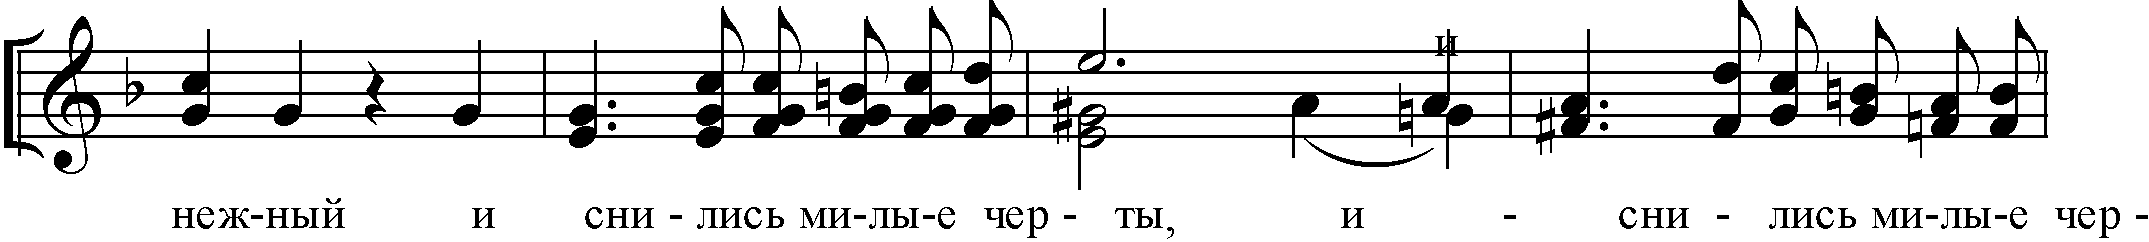 и
неж-ный и сни - лись ми-лы-е чер - ты, и - сни - лись ми-лы-е чер -